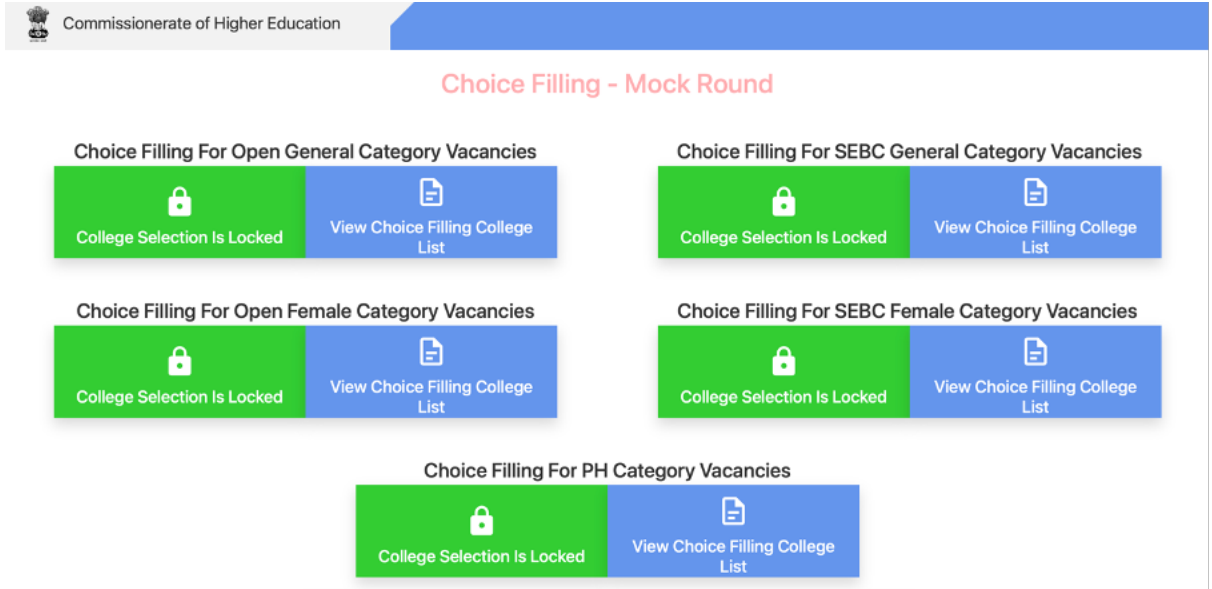 Commissionerate of Higher Education
Choice Filling - Mock Round
Choice Filling For Open General Category Vacancies
College Selection Is Locked
View Choice Filling College
List
Choice Filling For SEBC General Category Vacancies
College Selection Is Locked
View Choice Filling College
List
Choice Filling For Open Female Category Vacancies
College Selection Is Locked
View Choice Filling College
List
Choice Filling For SEBC Female Category Vacancies
College Selection Is Locked
View Choice Filling College
List
Choice Filling For PH Category Vacancies
College Selection Is Locked
View Choice Filling College
List